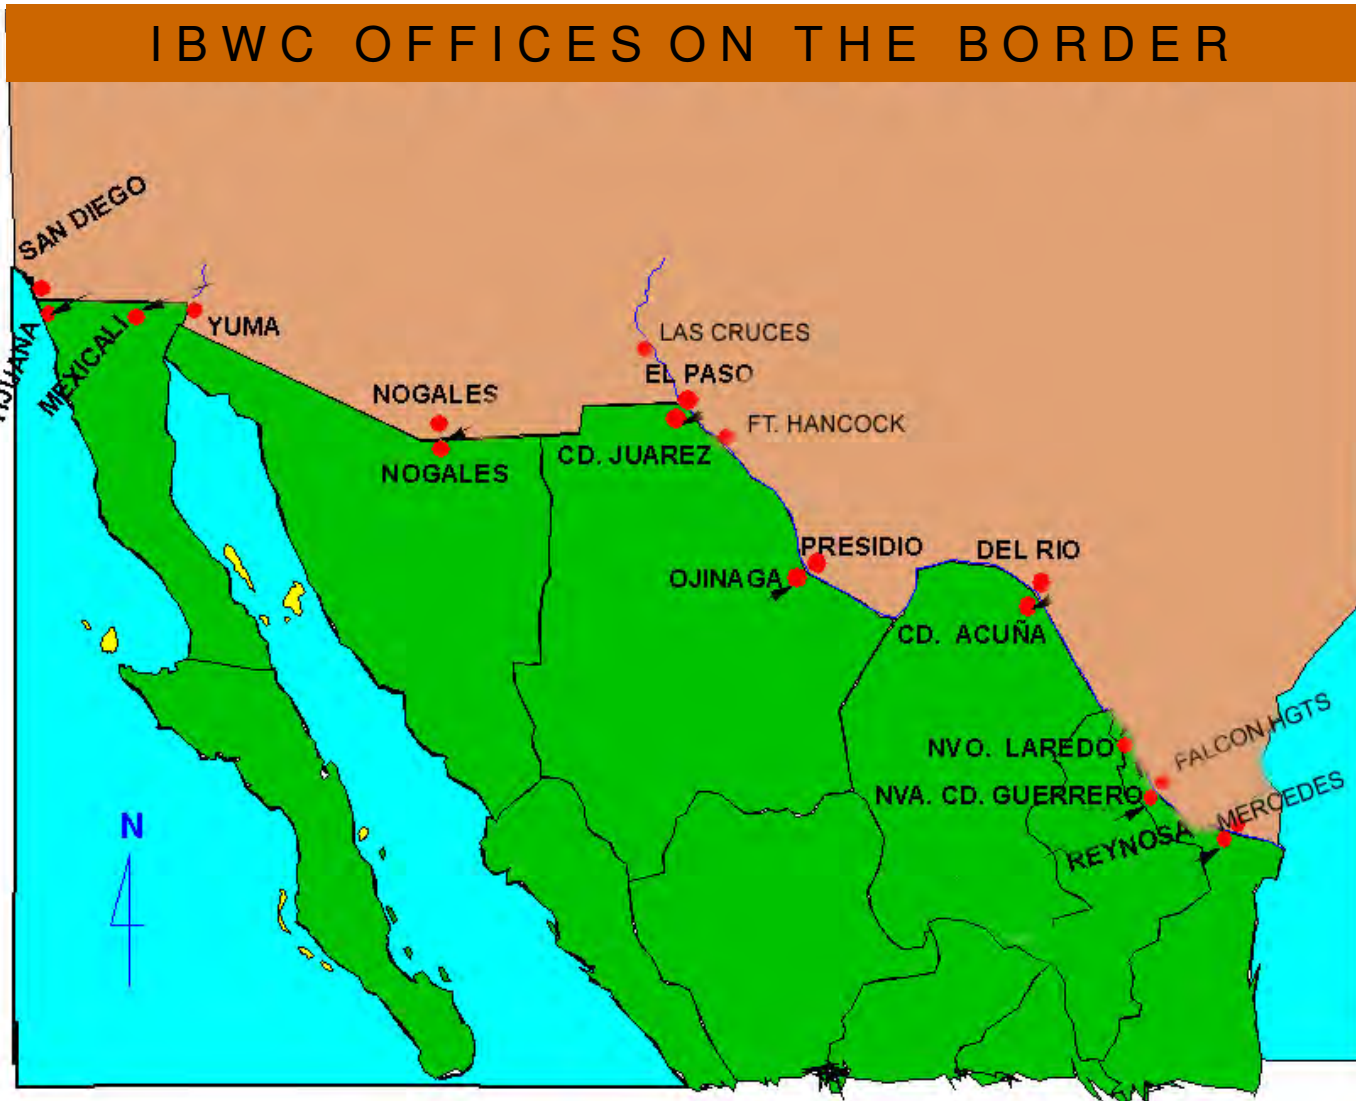 IBWC OFFICES ON THE BORDER
SAN DIEGO
TIJUANA
MEXICALI
YUMA
NOGALES
NOGALES
LAS CRUCES
EL PASO
CD. JUAREZ
FT. HANCOCK
PRESIDIO
OJINAGA
DEL RIO
CD. ACUÑA
NVO. LAREDO
FALCON HGTS
NVA. CD. GUERRERO
MERCEDES
REYNOSA
N